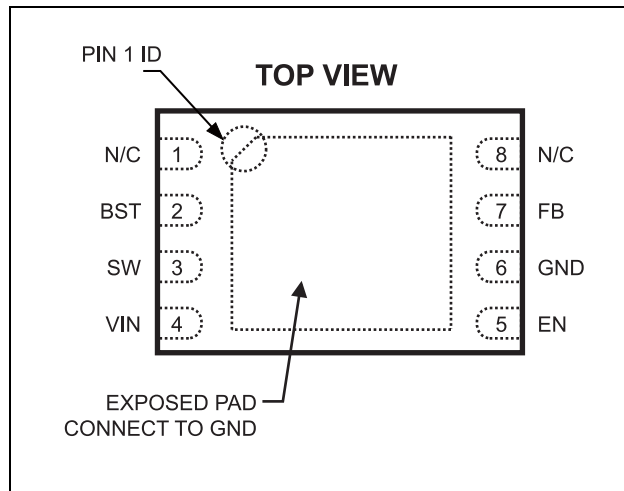 PIN 1 ID
TOP VIEW
N/C 1 8 N/C
BST 2 7 FB
SW 3 6 GND
VIN 4 5 EN
EXPOSED PAD
CONNECT TO GND